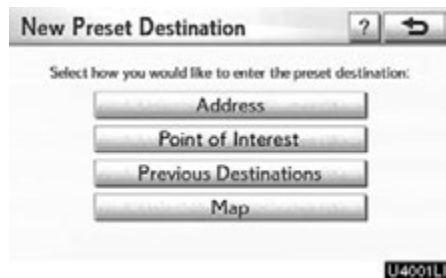 New Preset Destination ?
Select how you would like to enter the preset destination:
Address
Point of Interest
Previous Destinations
Map
U4001L